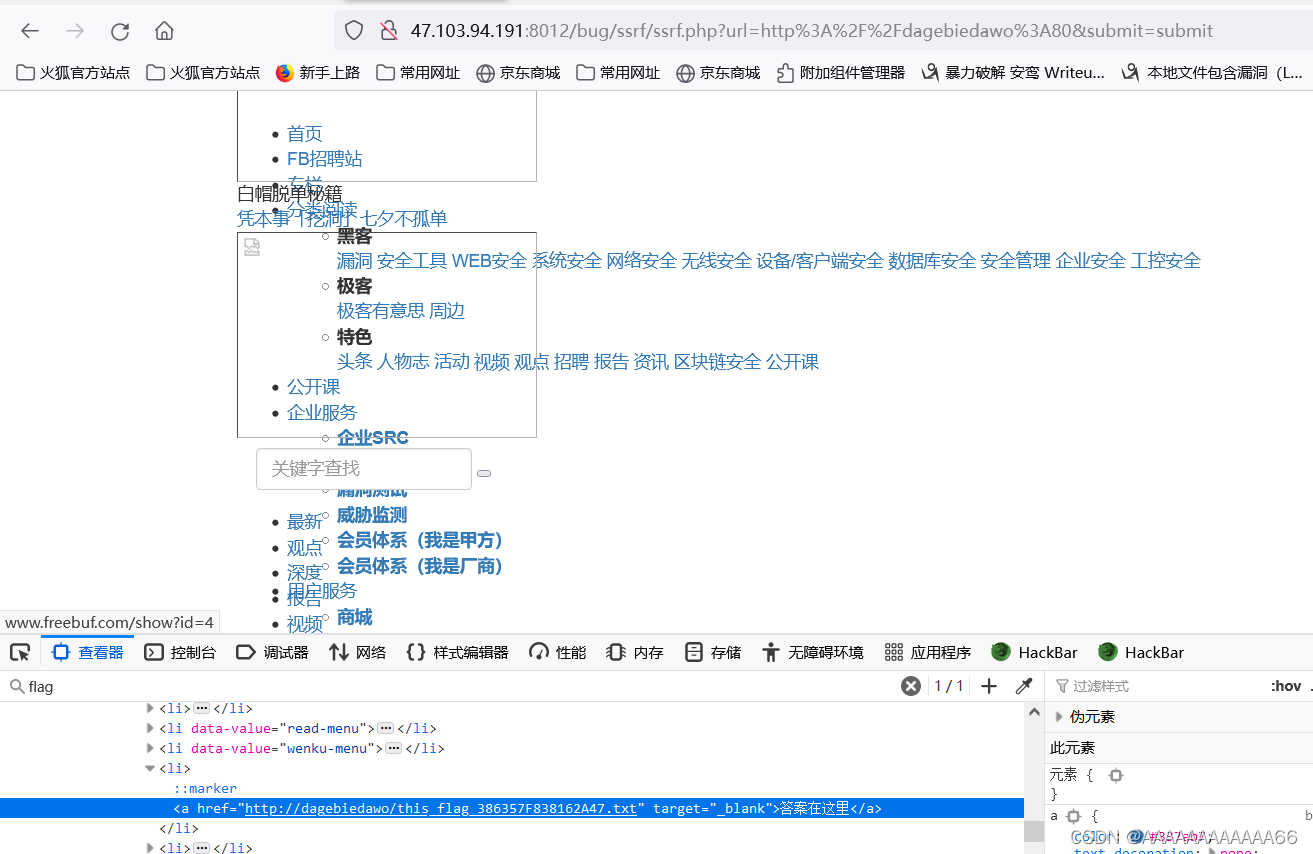 47.103.94.191:8012/bug/ssrf/ssrf.php?url=http%3A%2F%2Fdagebiedawo%3A80&submit=submit
火狐官方站点 火狐官方站点 新手上路 常用网址 京东商城 常用网址 京东商城 附加组件管理器 暴力破解 安鸾 Writeu... 本地文件包含漏洞（L...
首页
FB招聘站
专栏
白帽脱单秘籍
分类阅读
凭本事「挖洞」七夕不孤单
黑客
漏洞 安全工具 WEB安全 系统安全 网络安全 无线安全 设备/客户端安全 数据库安全 安全管理 企业安全 工控安全
极客
极客有意思 周边
特色
头条 人物志 活动 视频 观点 招聘 报告 资讯 区块链安全 公开课
公开课
企业服务
企业SRC
关键字查找
漏洞测试
威胁监测
最新
会员体系（我是甲方）
观点
会员体系（我是厂商）
深度
用户服务
报告
商城
视频
www.freebuf.com/show?id=4
查看器 控制台 调试器 网络 样式编辑器 性能 内存 存储 无障碍环境 应用程序 HackBar HackBar
flag 1 / 1 过滤样式 :hov .
<li>⋯</li>
<li data-value="read-menu">⋯</li>
<li data-value="wenku-menu">⋯</li>
<li>
::marker
<a href="http://dagebiedawo/this_flag_386357F838162A47.txt" target="_blank">答案在这里</a>
</li>
<li>⋯</li>
伪元素
此元素
元素 {
}
a {
b
color: #337ab7;
text-decoration: none;
CSDN @AAAAAAAAAAAA66